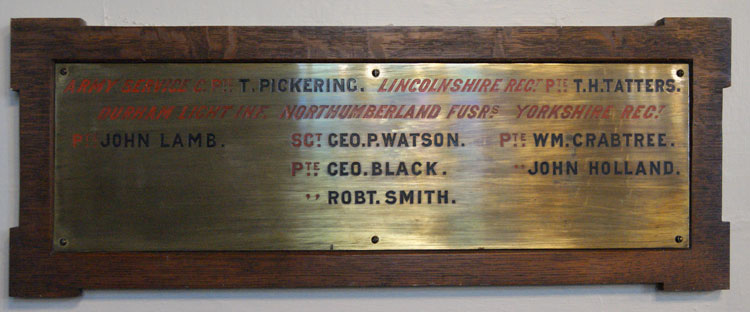 ARMY SERVICE C. PTE T. PICKERING. LINCOLNSHIRE REGT PTE T.H. TATTERS.
DURHAM LIGHT INF. NORTHUMBERLAND FUSRS YORKSHIRE REGT
PTE JOHN LAMB. SGT GEO. P. WATSON. PTE WM. CRABTREE.
PTE GEO. BLACK. " JOHN HOLLAND.
" ROBT. SMITH.